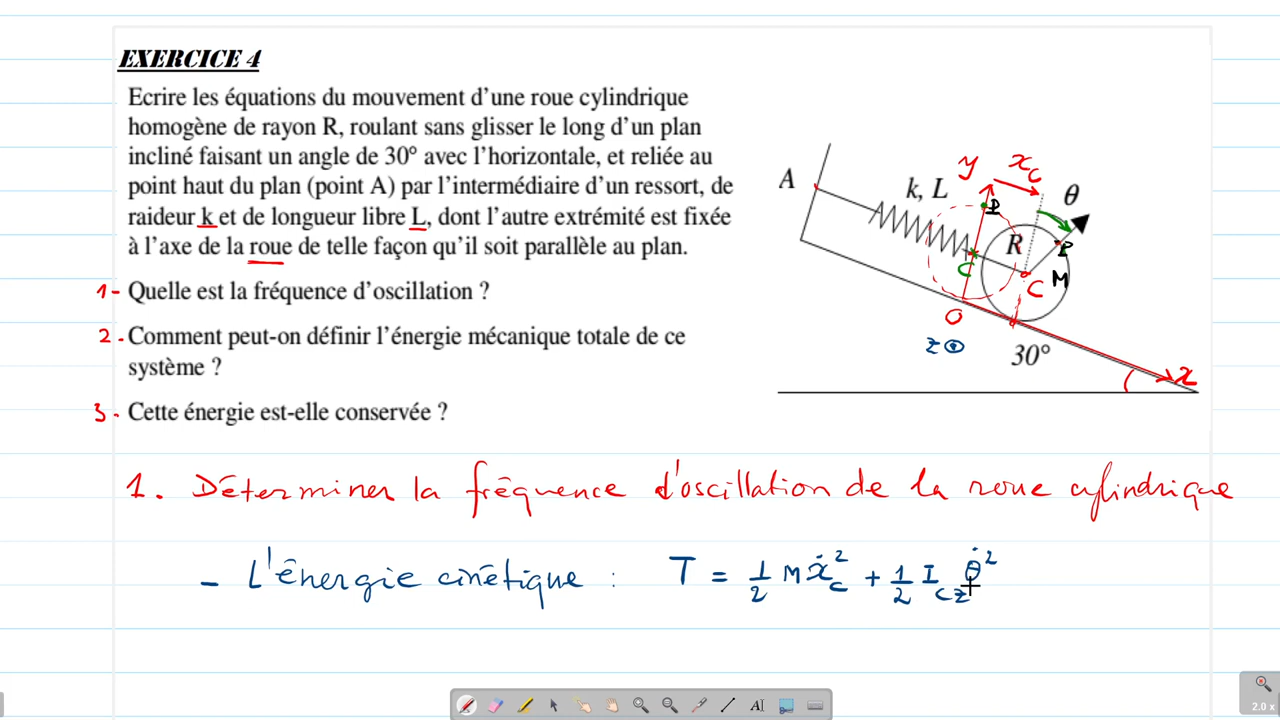 EXERCICE 4
Ecrire les équations du mouvement d'une roue cylindrique
homogène de rayon R, roulant sans glisser le long d'un plan
incliné faisant un angle de 30° avec l'horizontale, et reliée au
point haut du plan (point A) par l'intermédiaire d'un ressort, de
raideur k et de longueur libre L, dont l'autre extrémité est fixée
à l'axe de la roue de telle façon qu'il soit parallèle au plan.
1- Quelle est la fréquence d'oscillation ?
2. Comment peut-on définir l'énergie mécanique totale de ce
système ?
3. Cette énergie est-elle conservée ?
y x_C
A k, L θ
P
R P
C C M
O
z ⊙ 30° x
1. Déterminer la fréquence d'oscillation de la roue cylindrique
- L'énergie cinétique : T = 1/2 M ẋ_C² + 1/2 I_Cz θ̇²
2.0 x